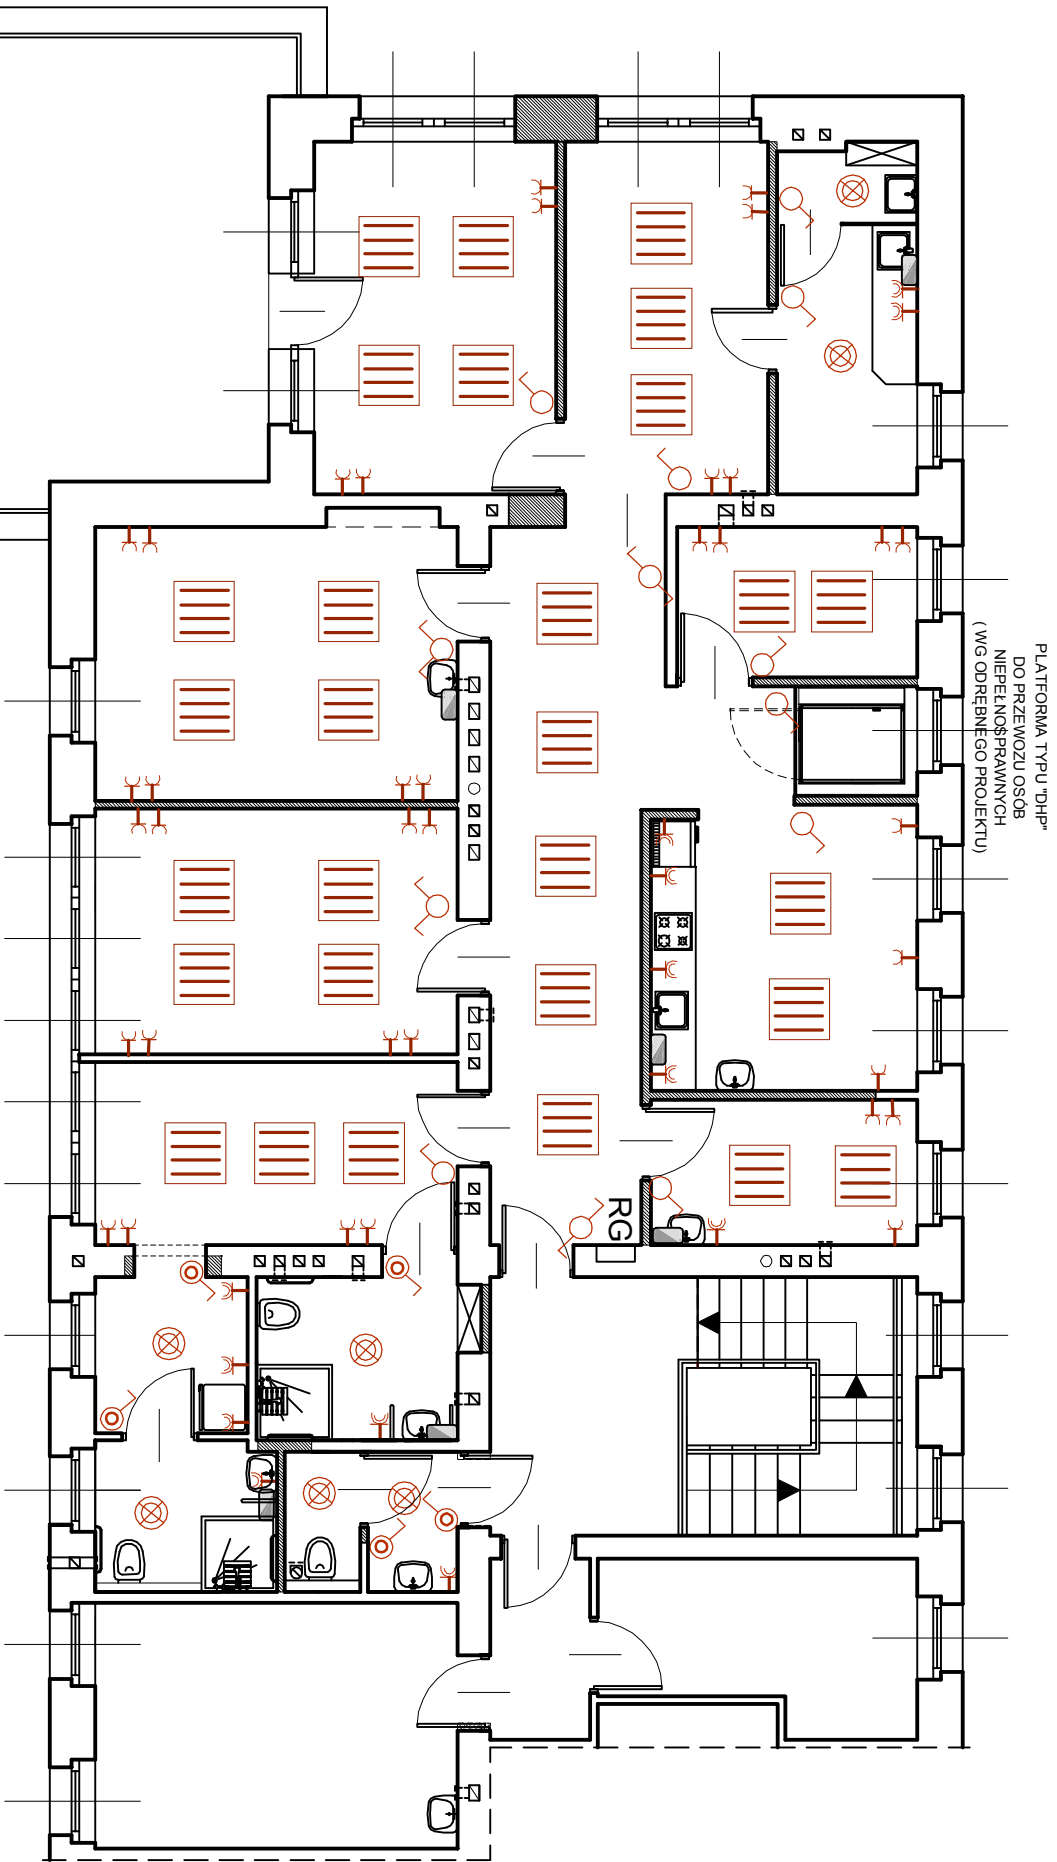 PLATFORMA TYPU "DHP"
DO PRZEWOZU OSÓB
NIEPEŁNOSPRAWNYCH
( WG ODRĘBNEGO PROJEKTU)
RG